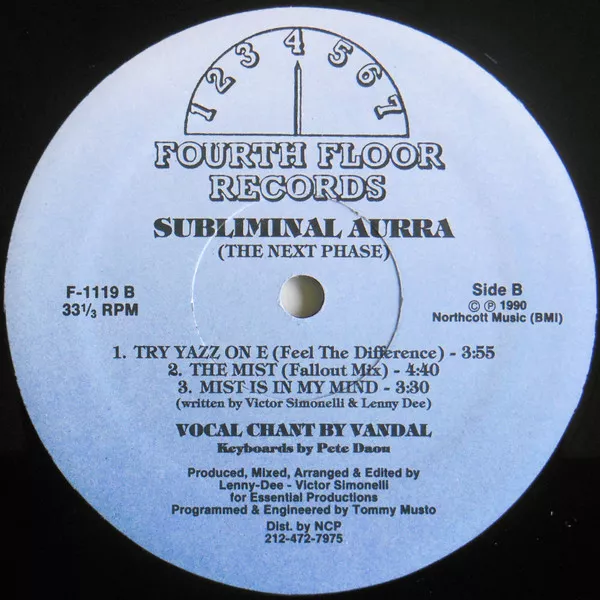 1 2 3 4 5 6 7
FOURTH FLOOR
RECORDS
SUBLIMINAL AURRA
(THE NEXT PHASE)
F-1119 B
33 1/3 RPM
Side B
© ℗ 1990
Northcott Music (BMI)
1. TRY YAZZ ON E (Feel The Difference) - 3:55
2. THE MIST (Fallout Mix) - 4:40
3. MIST IS IN MY MIND - 3:30
(written by Victor Simonelli & Lenny Dee)
VOCAL CHANT BY VANDAL
Keyboards by Pete Daou
Produced, Mixed, Arranged & Edited by
Lenny-Dee - Victor Simonelli
for Essential Productions
Programmed & Engineered by Tommy Musto
Dist. by NCP
212-472-7975